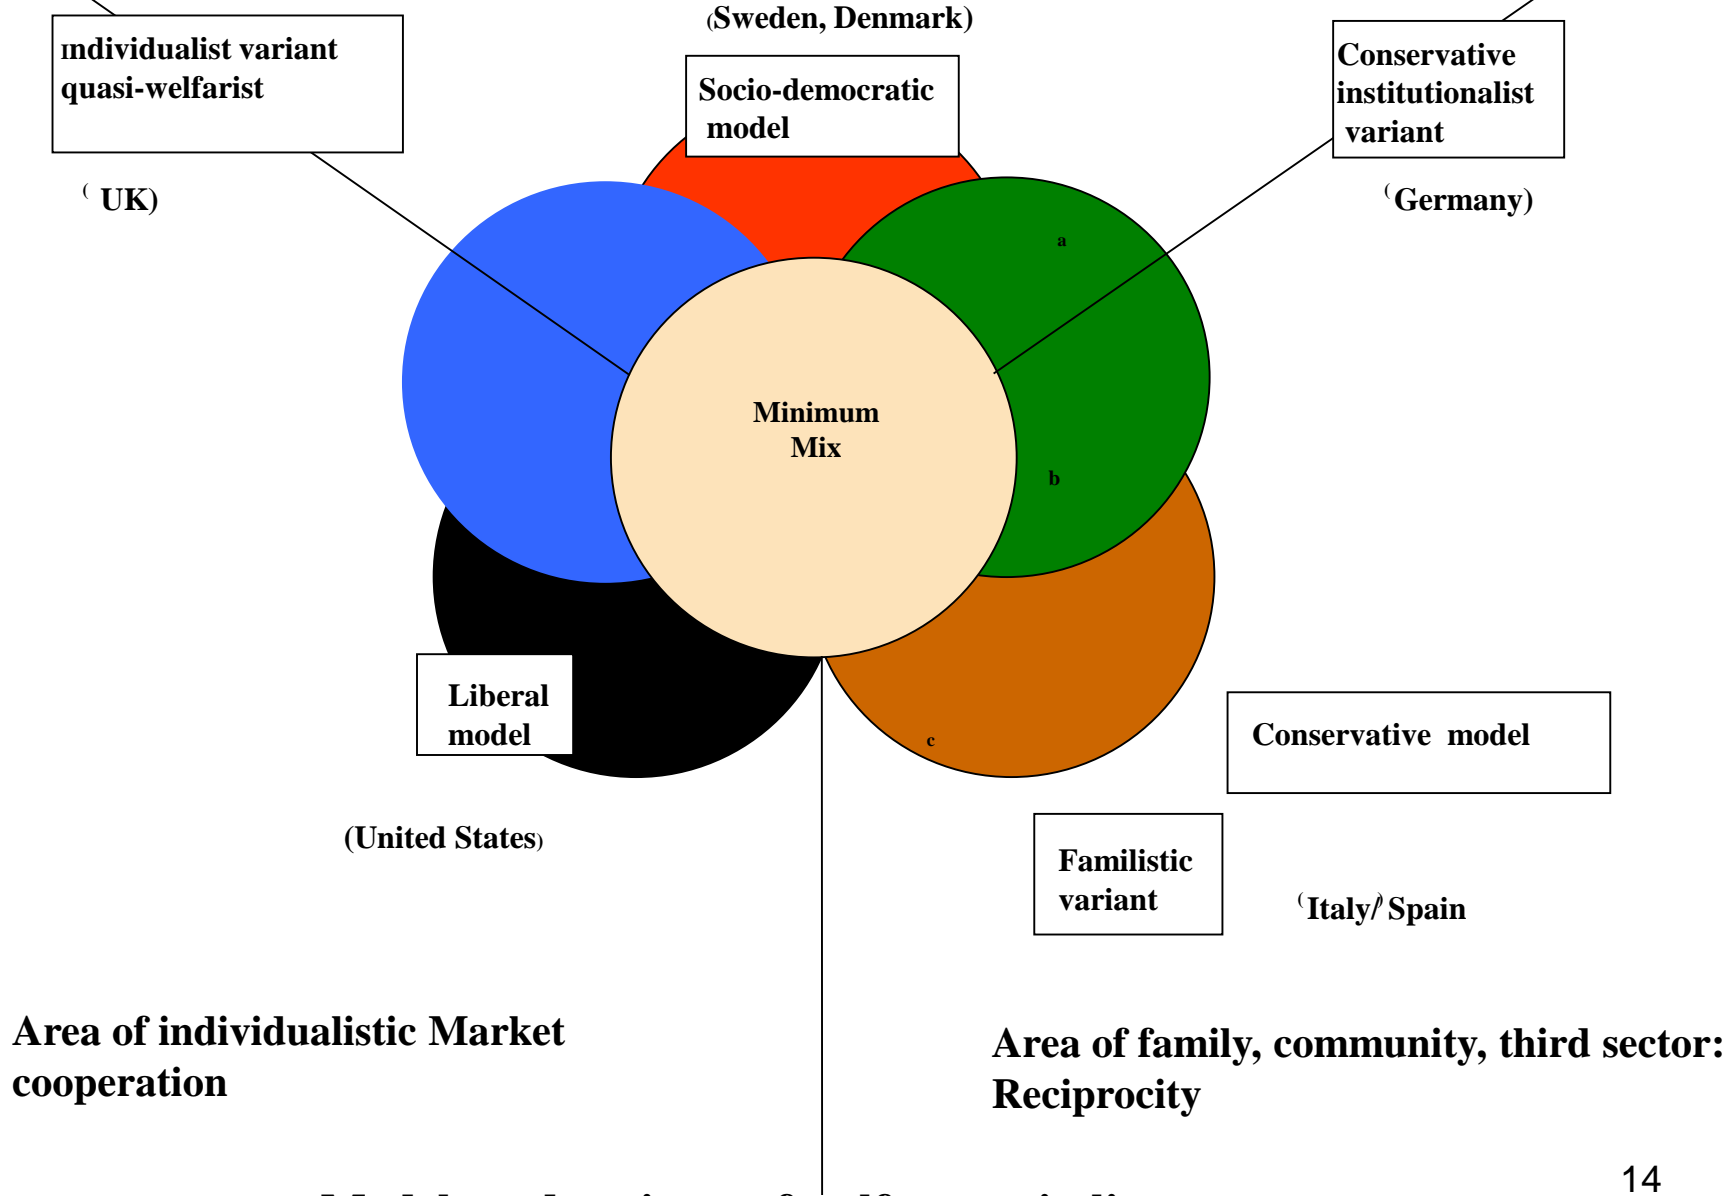 (Sweden, Denmark)
Individualist variant
quasi-welfarist
Socio-democratic
model
Conservative
institutionalist
variant
( UK)
(Germany)
a
Minimum
Mix
b
Liberal
model
c
Conservative model
(United States)
Familistic
variant
(Italy/) Spain
Area of individualistic Market
cooperation
Area of family, community, third sector:
Reciprocity
14